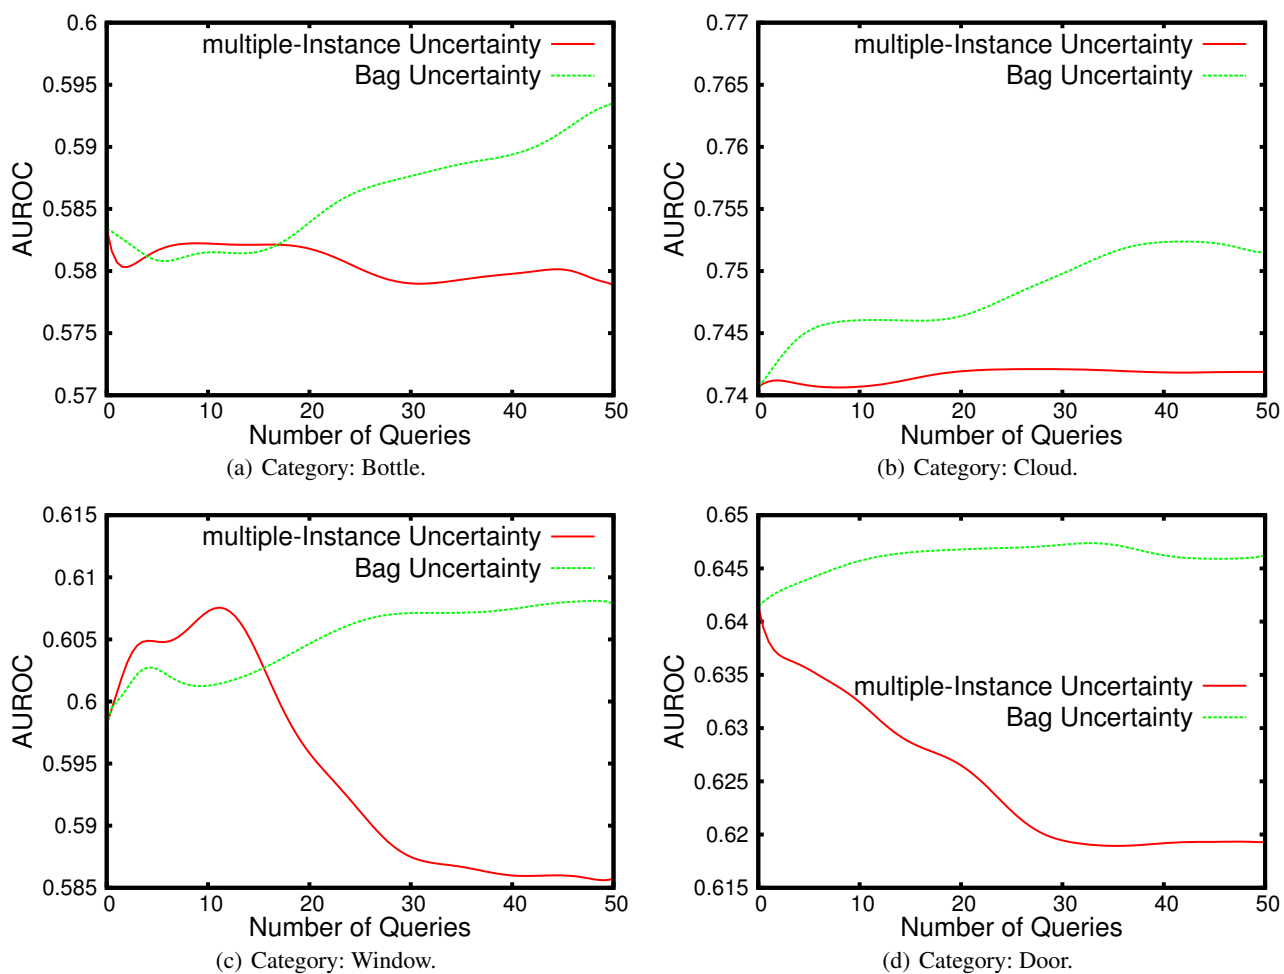 0.6
0.595
0.59
0.585
0.58
0.575
0.57
AUROC
multiple-Instance Uncertainty
Bag Uncertainty
0 10 20 30 40 50
Number of Queries
(a) Category: Bottle.
0.77
0.765
0.76
0.755
0.75
0.745
0.74
AUROC
multiple-Instance Uncertainty
Bag Uncertainty
0 10 20 30 40 50
Number of Queries
(b) Category: Cloud.
0.615
0.61
0.605
0.6
0.595
0.59
0.585
AUROC
multiple-Instance Uncertainty
Bag Uncertainty
0 10 20 30 40 50
Number of Queries
(c) Category: Window.
0.65
0.645
0.64
0.635
0.63
0.625
0.62
0.615
AUROC
multiple-Instance Uncertainty
Bag Uncertainty
0 10 20 30 40 50
Number of Queries
(d) Category: Door.